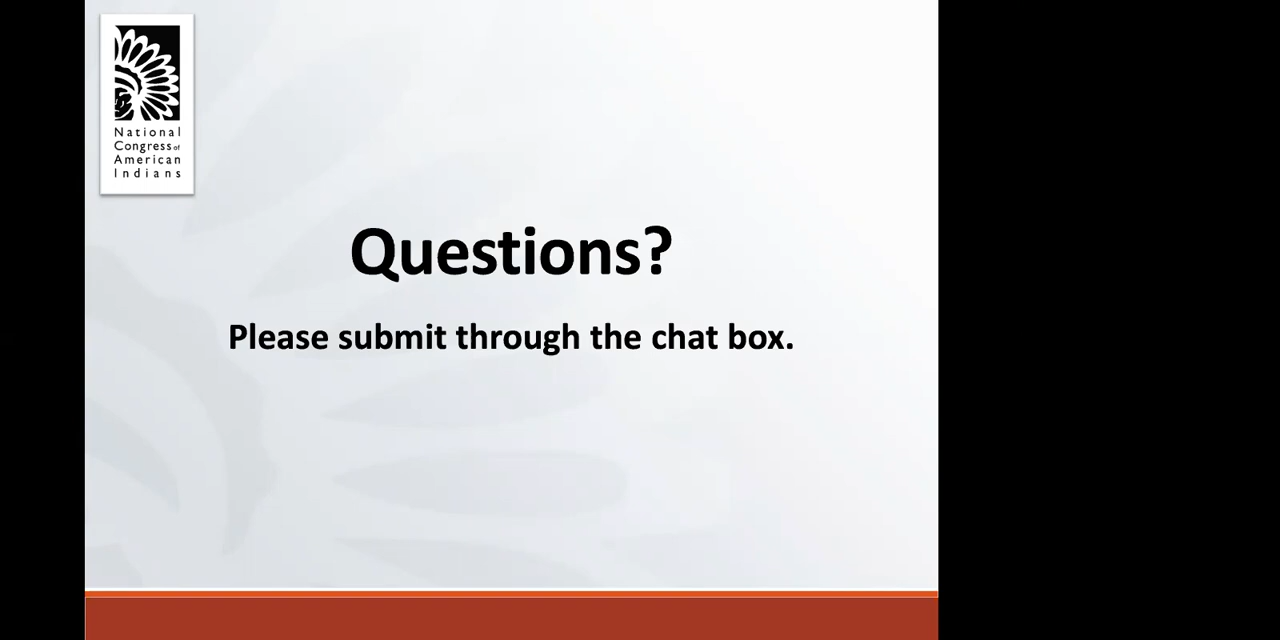 National
Congress of
American
Indians
Questions?
Please submit through the chat box.